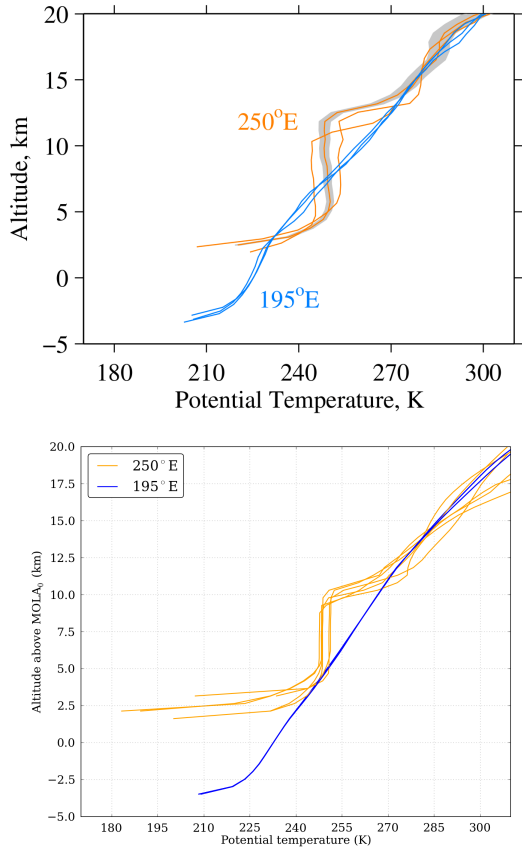 20
15
10
5
0
−5
Altitude, km
250°E
195°E
180 210 240 270 300
Potential Temperature, K
20.0
17.5
15.0
12.5
10.0
7.5
5.0
2.5
0.0
−2.5
−5.0
Altitude above MOLA₀ (km)
250°E
195°E
180 195 210 225 240 255 270 285 300
Potential temperature (K)